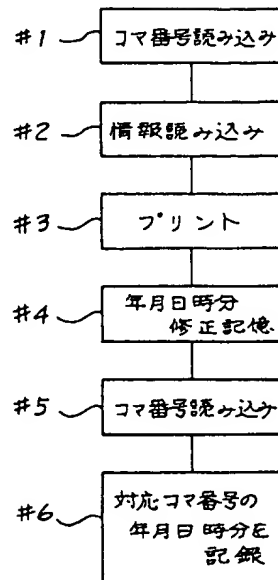 #1 コマ番号読み込み
#2 情報読み込み
#3 プリント
#4 年月日時分
修正記憶
#5 コマ番号読み込み
#6 対応コマ番号の
年月日時分を
記録